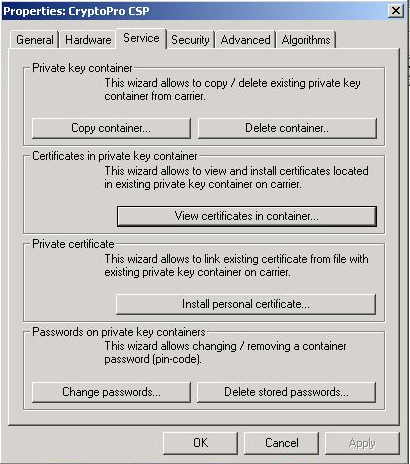 Properties: CryptoPro CSP
General
Hardware
Service
Security
Advanced
Algorithms
Private key container
This wizard allows to copy / delete existing private key
container from carrier.
Copy container...
Delete container..
Certificates in private key container
This wizard allows to view and install certificates located
in existing private key container on carrier.
View certificates in container...
Private certificate
This wizard allows to link existing certificate from file with
existing private key container on carrier.
Install personal certificate...
Passwords on private key containers
This wizard allows changing / removing a container
password (pin-code).
Change passwords...
Delete stored passwords...
OK
Cancel
Apply